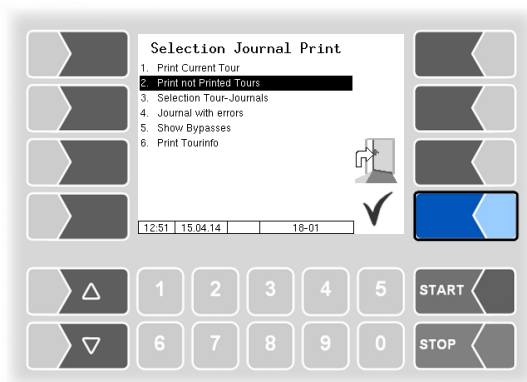 Selection Journal Print
1. Print Current Tour
2. Print not Printed Tours
3. Selection Tour-Journals
4. Journal with errors
5. Show Bypasses
6. Print Tourinfo
12:51 15.04.14 18-01
1 2 3 4 5 START
6 7 8 9 0 STOP